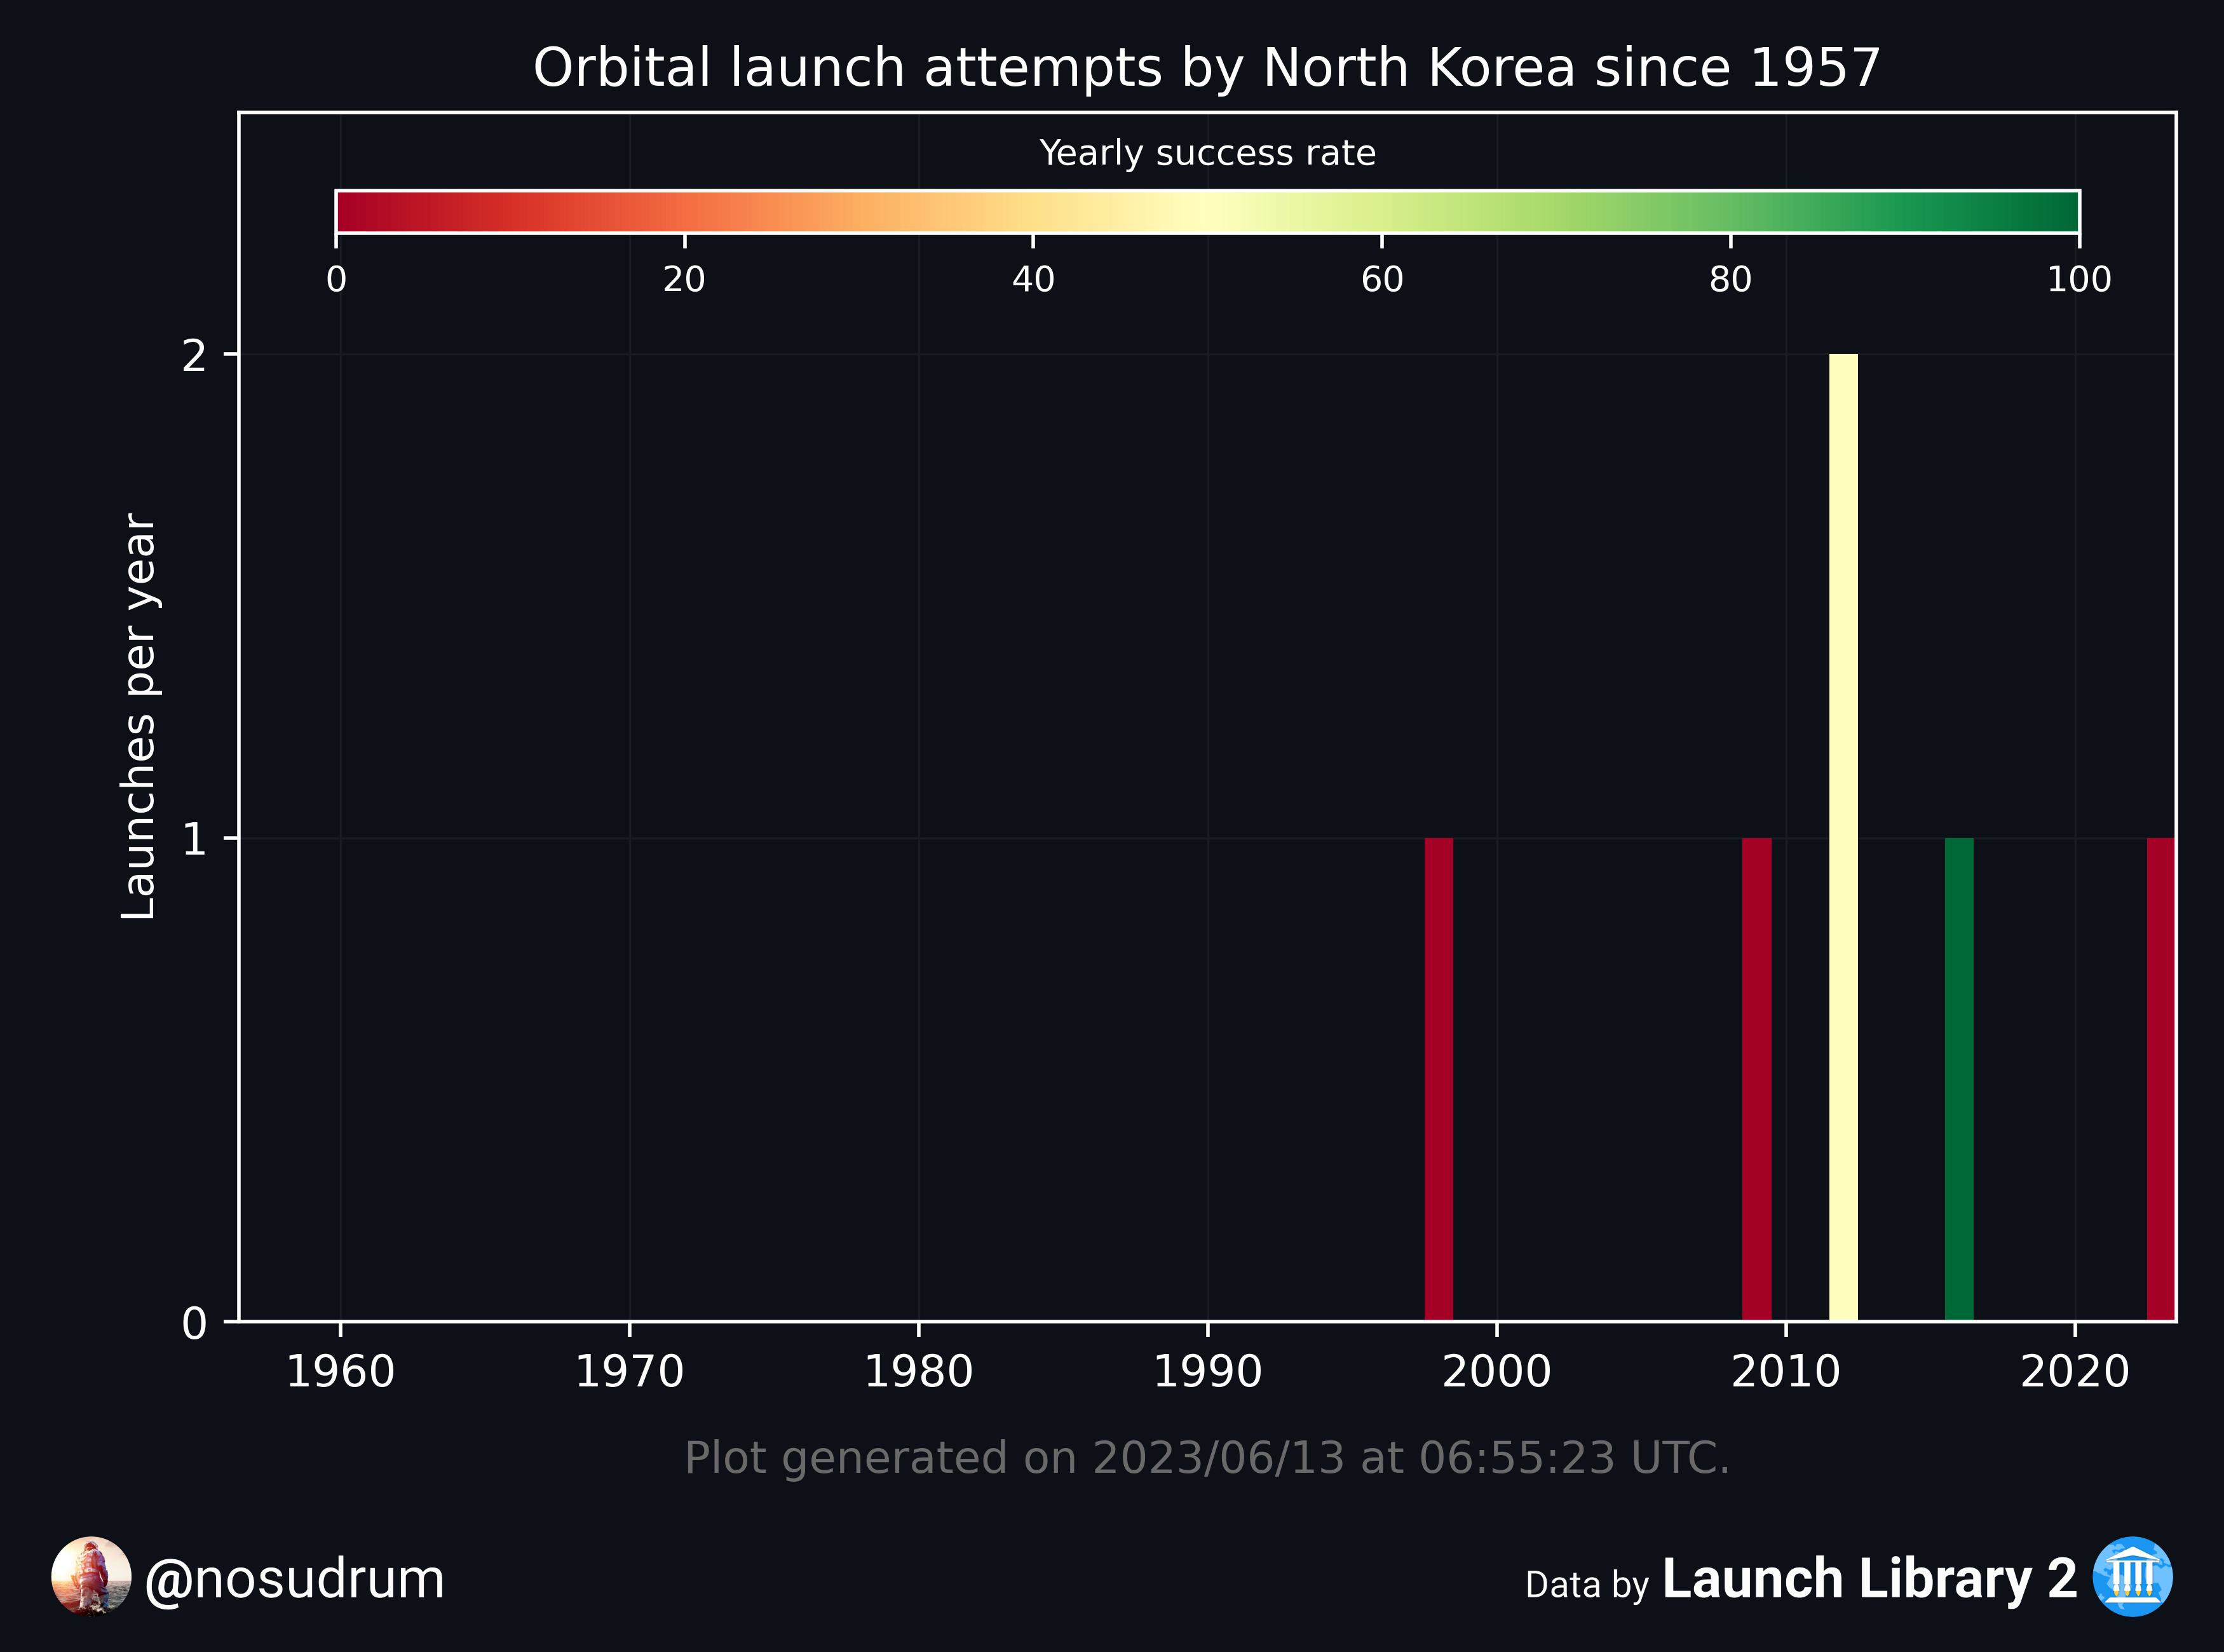 Orbital launch attempts by North Korea since 1957
Yearly success rate
0 20 40 60 80 100
Launches per year
2
1
0
1960 1970 1980 1990 2000 2010 2020
Plot generated on 2023/06/13 at 06:55:23 UTC.
@nosudrum
Data by Launch Library 2